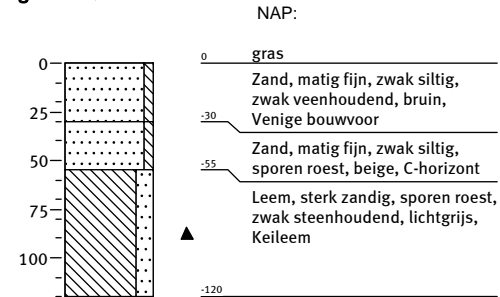 NAP:
0
25
50
75
100
0 gras
Zand, matig fijn, zwak siltig,
zwak veenhoudend, bruin,
Venige bouwvoor
-30
Zand, matig fijn, zwak siltig,
sporen roest, beige, C-horizont
-55
Leem, sterk zandig, sporen roest,
zwak steenhoudend, lichtgrijs,
Keileem
-120